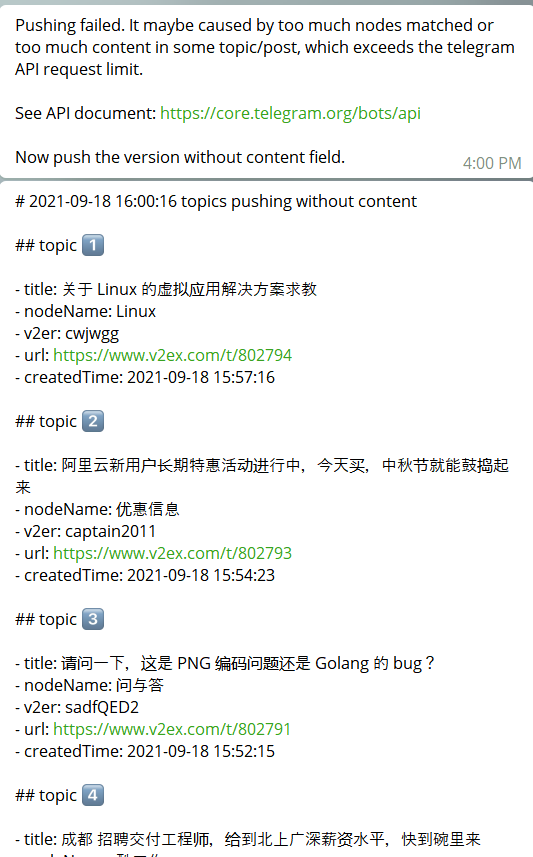 Pushing failed. It maybe caused by too much nodes matched or
too much content in some topic/post, which exceeds the telegram
API request limit.
See API document: https://core.telegram.org/bots/api
Now push the version without content field.
4:00 PM
# 2021-09-18 16:00:16 topics pushing without content
## topic 1️⃣
- title: 关于 Linux 的虚拟应用解决方案求教
- nodeName: Linux
- v2er: cwjwgg
- url: https://www.v2ex.com/t/802794
- createdTime: 2021-09-18 15:57:16
## topic 2️⃣
- title: 阿里云新用户长期特惠活动进行中，今天买，中秋节就能鼓捣起
来
- nodeName: 优惠信息
- v2er: captain2011
- url: https://www.v2ex.com/t/802793
- createdTime: 2021-09-18 15:54:23
## topic 3️⃣
- title: 请问一下，这是 PNG 编码问题还是 Golang 的 bug？
- nodeName: 问与答
- v2er: sadfQED2
- url: https://www.v2ex.com/t/802791
- createdTime: 2021-09-18 15:52:15
## topic 4️⃣
- title: 成都 招聘交付工程师，给到北上广深薪资水平，快到碗里来